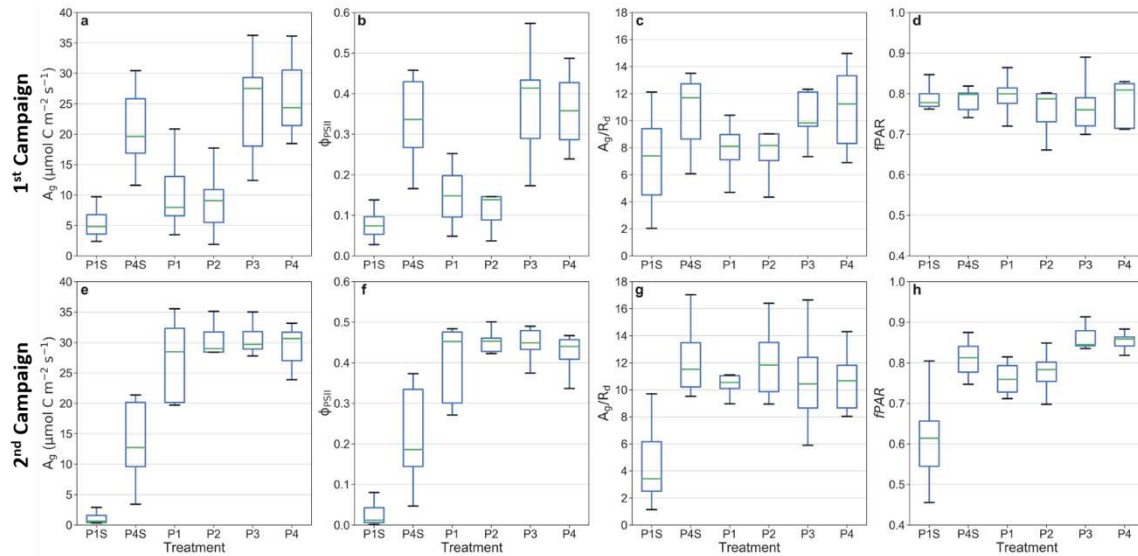 1st Campaign
a
A_g (μmol C m−2 s−1)
40
35
30
25
20
15
10
5
0
P1S P4S P1 P2 P3 P4
b
ϕPSII
0.6
0.5
0.4
0.3
0.2
0.1
0.0
P1S P4S P1 P2 P3 P4
c
Ag/Rd
18
16
14
12
10
8
6
4
2
0
P1S P4S P1 P2 P3 P4
d
fPAR
1.0
0.9
0.8
0.7
0.6
0.5
0.4
P1S P4S P1 P2 P3 P4
2nd Campaign
e
Ag (μmol C m−2 s−1)
40
35
30
25
20
15
10
5
0
P1S P4S P1 P2 P3 P4
Treatment
f
ϕPSII
0.6
0.5
0.4
0.3
0.2
0.1
0.0
P1S P4S P1 P2 P3 P4
Treatment
g
Ag/Rd
18
16
14
12
10
8
6
4
2
0
P1S P4S P1 P2 P3 P4
Treatment
h
fPAR
1.0
0.9
0.8
0.7
0.6
0.5
0.4
P1S P4S P1 P2 P3 P4
Treatment